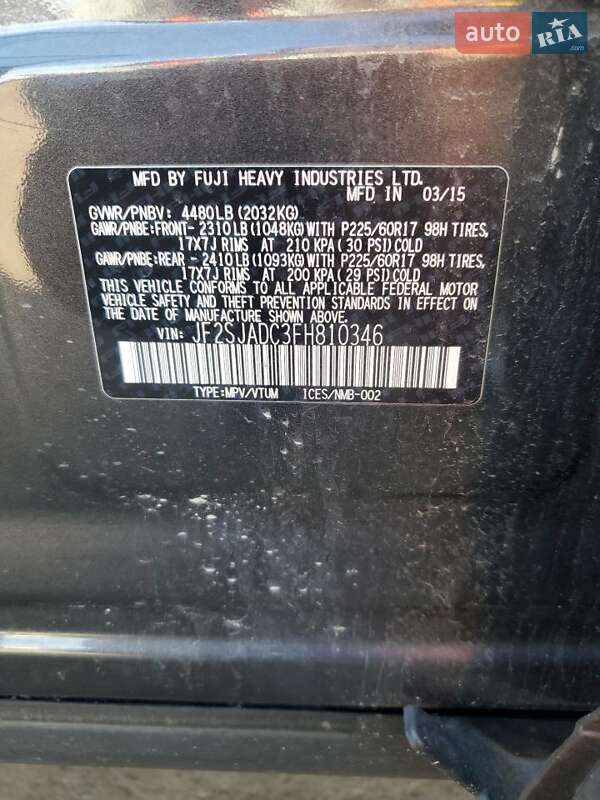 auto RIA.com
MFD BY FUJI HEAVY INDUSTRIES LTD.
MFD IN 03/15
GVWR/PNBV: 4480LB(2032KG)
GAWR/PNBE:FRONT- 2310LB(1048KG)WITH P225/60R17 98H TIRES,
17X7J RIMS AT 210 KPA(30 PSI)COLD
GAWR/PNBE:REAR - 2410LB(1093KG)WITH P225/60R17 98H TIRES,
17X7J RIMS AT 200 KPA(29 PSI)COLD
THIS VEHICLE CONFORMS TO ALL APPLICABLE FEDERAL MOTOR
VEHICLE SAFETY AND THEFT PREVENTION STANDARDS IN EFFECT ON
THE DATE OF MANUFACTURE SHOWN ABOVE.
VIN: JF2SJADC3FH810346
TYPE:MPV/VTUM ICES/NMB-002